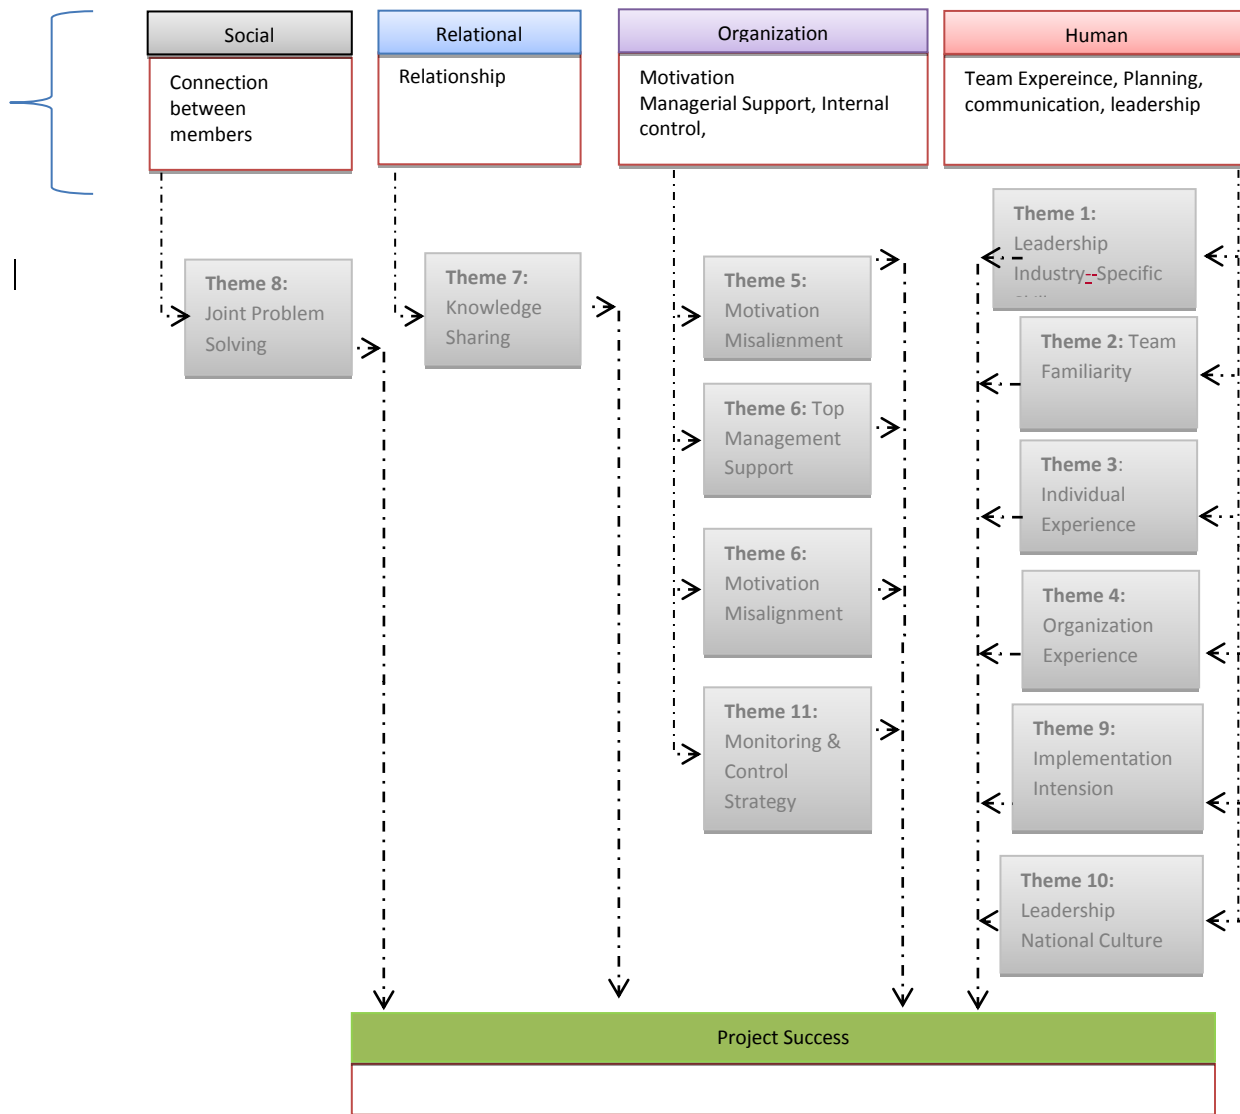 Social
Relational
Organization
Human
Connection
between
members
Relationship
Motivation
Managerial Support, Internal
control,
Team Expereince, Planning,
communication, leadership
Theme 8:
Joint Problem
Solving
Theme 7:
Knowledge
Sharing
Theme 5:
Motivation
Misalignment
Theme 6: Top
Management
Support
Theme 6:
Motivation
Misalignment
Theme 11:
Monitoring &
Control
Strategy
Theme 1:
Leadership
Industry--Specific
Theme 2: Team
Familiarity
Theme 3:
Individual
Experience
Theme 4:
Organization
Experience
Theme 9:
Implementation
Intension
Theme 10:
Leadership
National Culture
Project Success